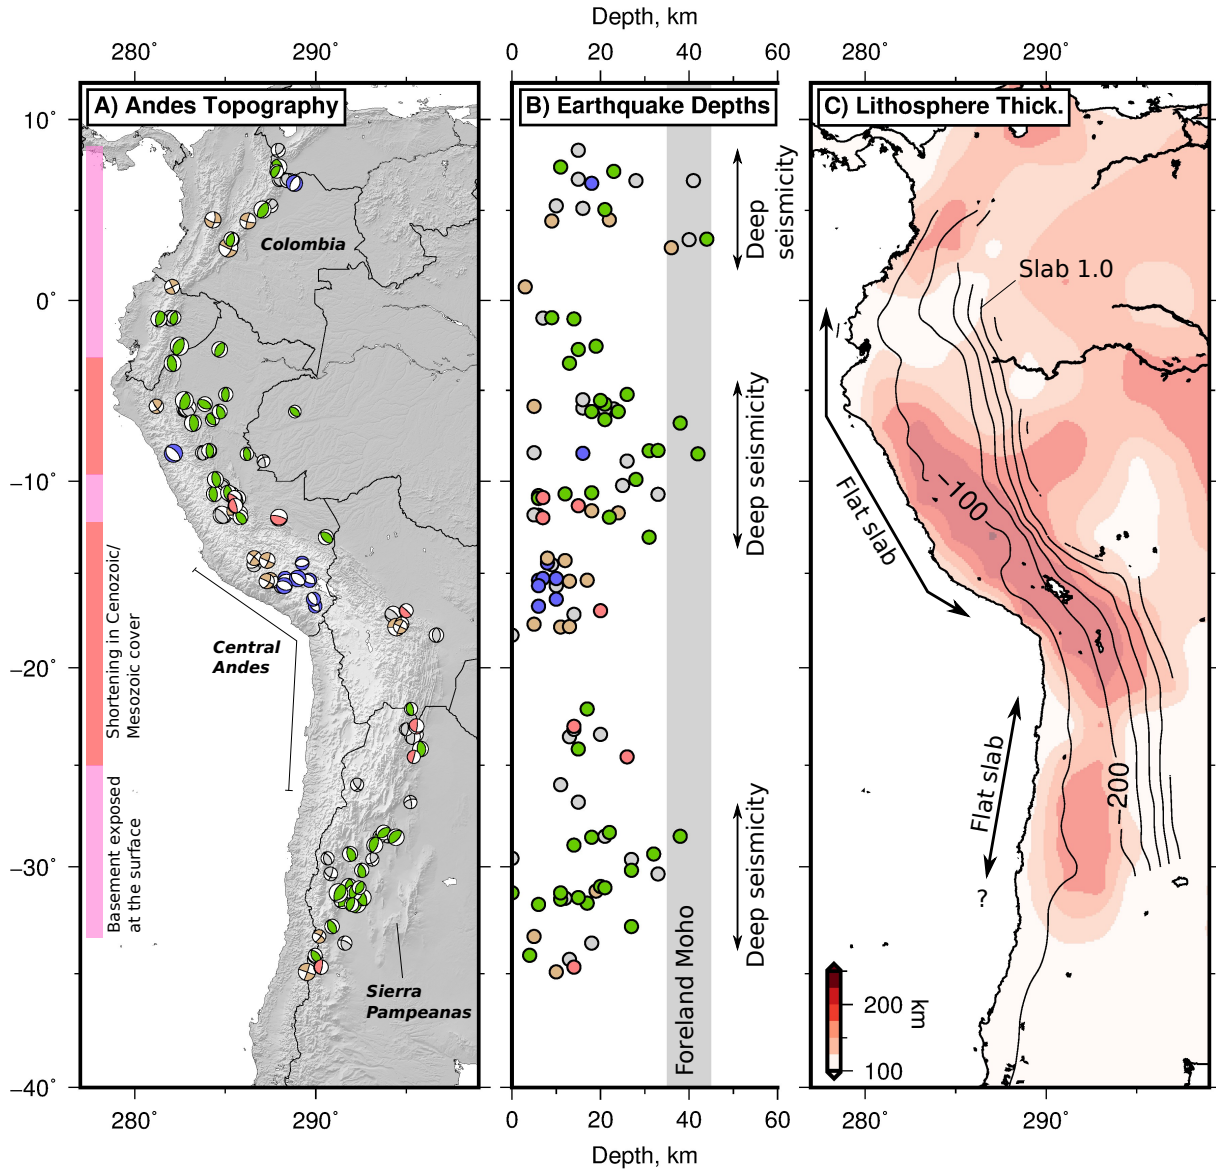 Depth, km
280° 290° 0 20 40 60 280° 290°
A) Andes Topography
B) Earthquake Depths
C) Lithosphere Thick.
10°
0°
−10°
−20°
−30°
−40°
Shortening in Cenozoic/
Mesozoic cover
Basement exposed
at the surface
Colombia
Central
Andes
Sierra
Pampeanas
Deep
seismicity
Deep seismicity
Deep seismicity
Foreland Moho
Slab 1.0
Flat slab
−100
Flat slab
−200
?
200
100
km
280° 290° 0 20 40 60 280° 290°
Depth, km